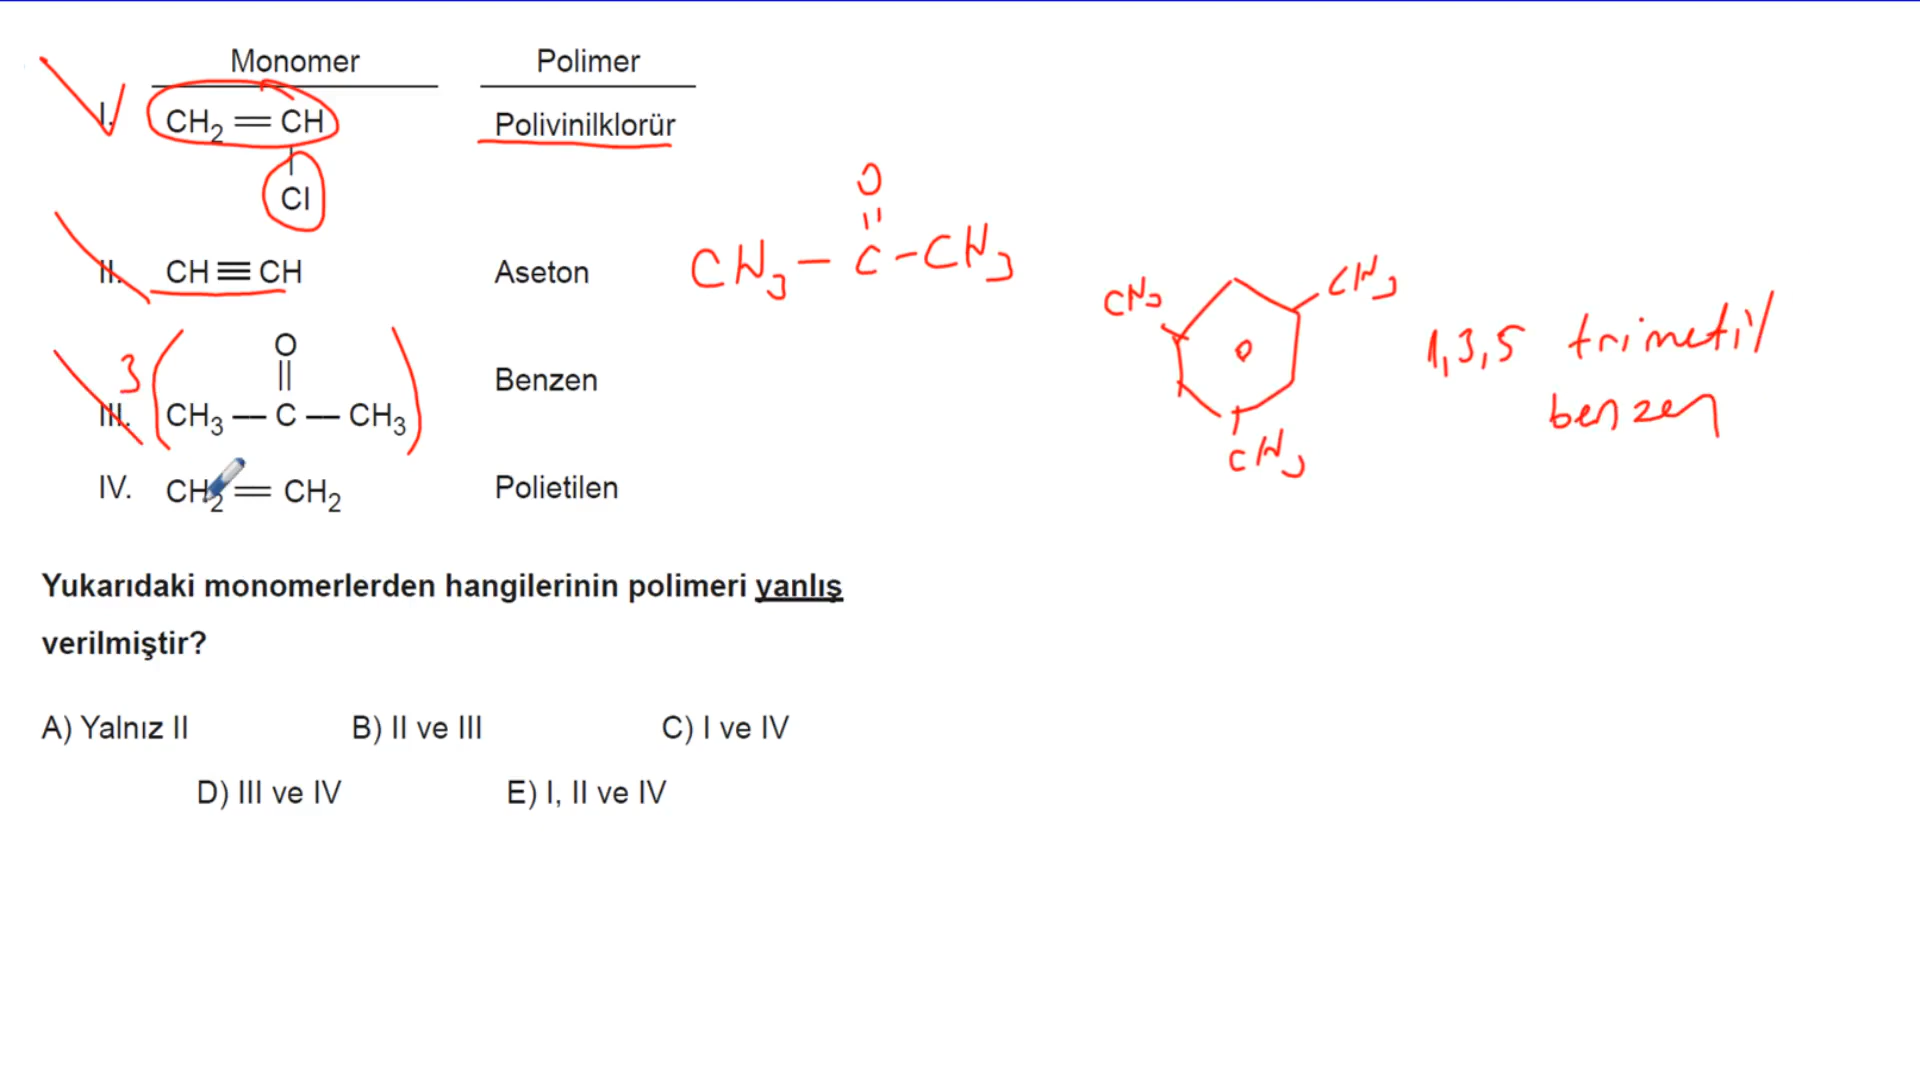 Monomer Polimer
I. CH₂ = CH Polivinilklorür
Cl
O
II. CH ≡ CH Aseton CH₃ – C – CH₃
CH₃ CH₃
1,3,5 trimetil
benzen
CH₃
O
3 ( III. CH₃ — C — CH₃ ) Benzen
IV. CH₂ = CH₂ Polietilen
Yukarıdaki monomerlerden hangilerinin polimeri yanlış
verilmiştir?
A) Yalnız II B) II ve III C) I ve IV
D) III ve IV E) I, II ve IV